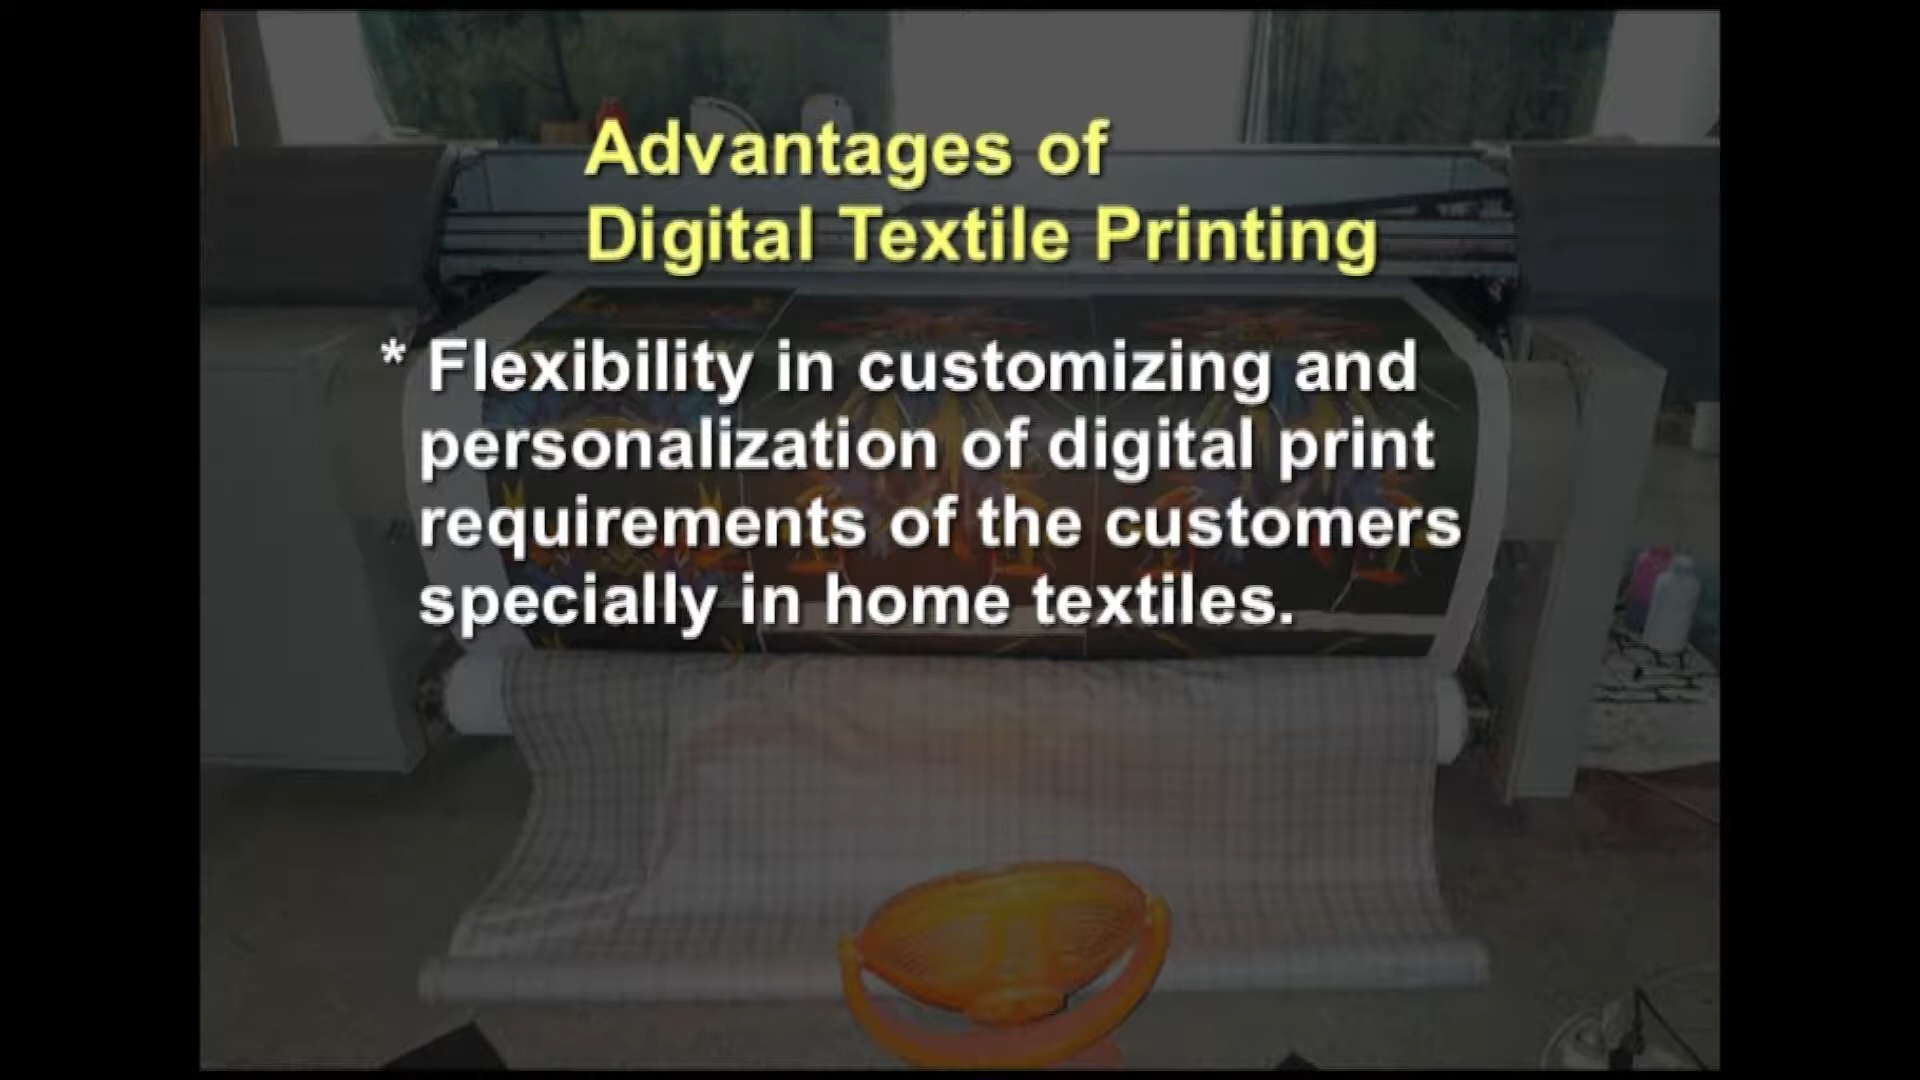 Advantages of
Digital Textile Printing
* Flexibility in customizing and
personalization of digital print
requirements of the customers
specially in home textiles.